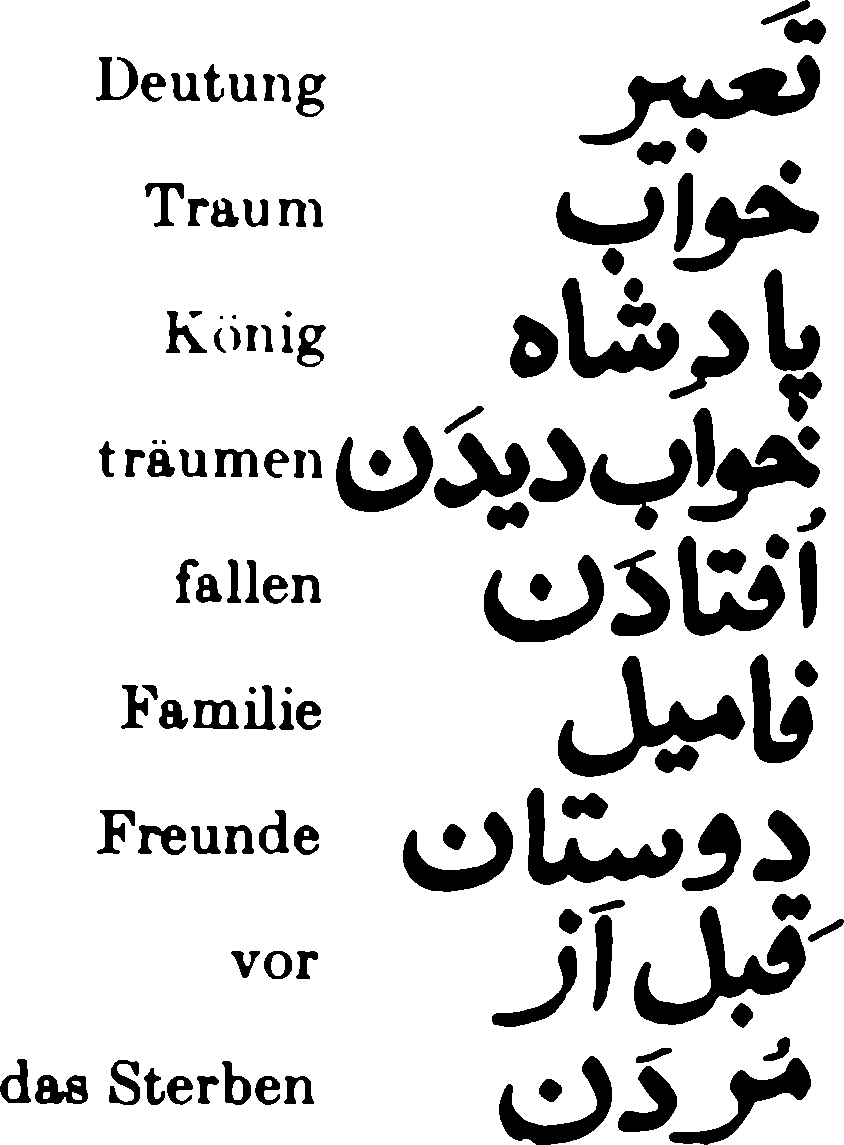 Deutung تَعبیر
Traum خواب
König پادِشاه
träumen خواب دیدَن
fallen اُفتادَن
Familie فامیل
Freunde دوستان
vor قَبل اَز
das Sterben مُردَن